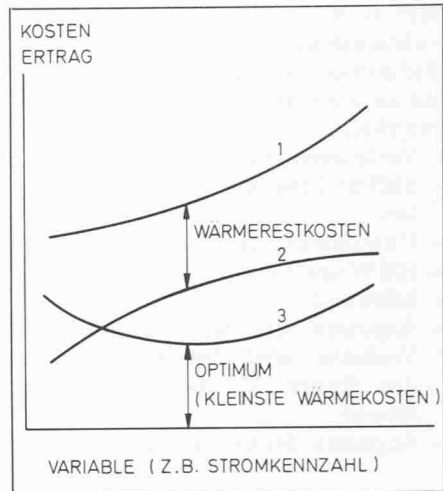 KOSTEN
ERTRAG
1
WÄRMERESTKOSTEN
2
3
OPTIMUM
(KLEINSTE WÄRMEKOSTEN)
VARIABLE (Z.B. STROMKENNZAHL)